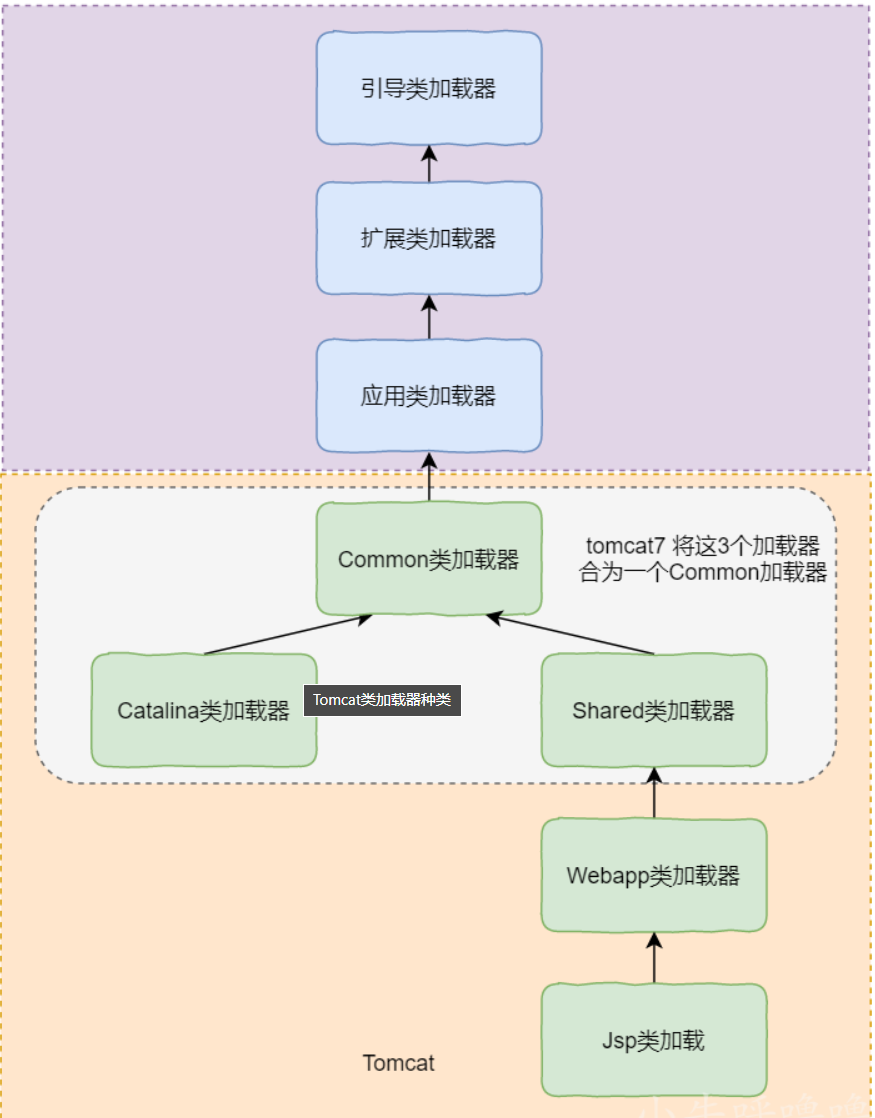 引导类加载器
扩展类加载器
应用类加载器
Common类加载器
tomcat7 将这3个加载器
合为一个Common加载器
Catalina类加载器
Tomcat类加载器种类
Shared类加载器
Webapp类加载器
Jsp类加载
Tomcat